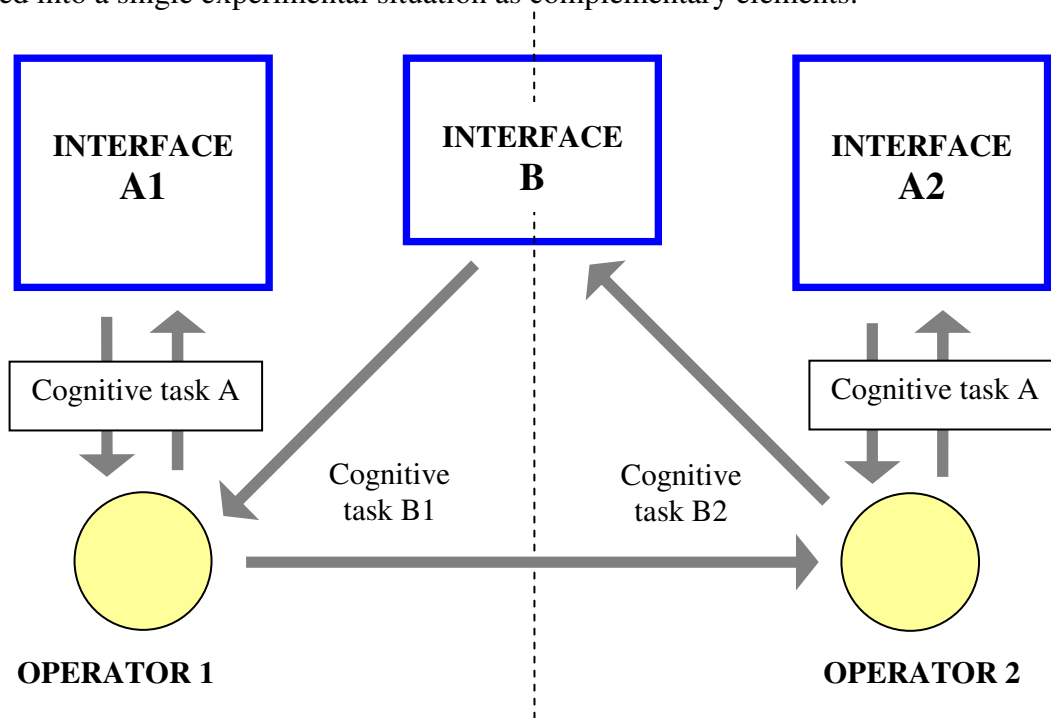 into a single experimental situation as complementary elements.
INTERFACE
A1
INTERFACE
B
INTERFACE
A2
Cognitive task A
Cognitive task A
Cognitive
task B1
Cognitive
task B2
OPERATOR 1
OPERATOR 2